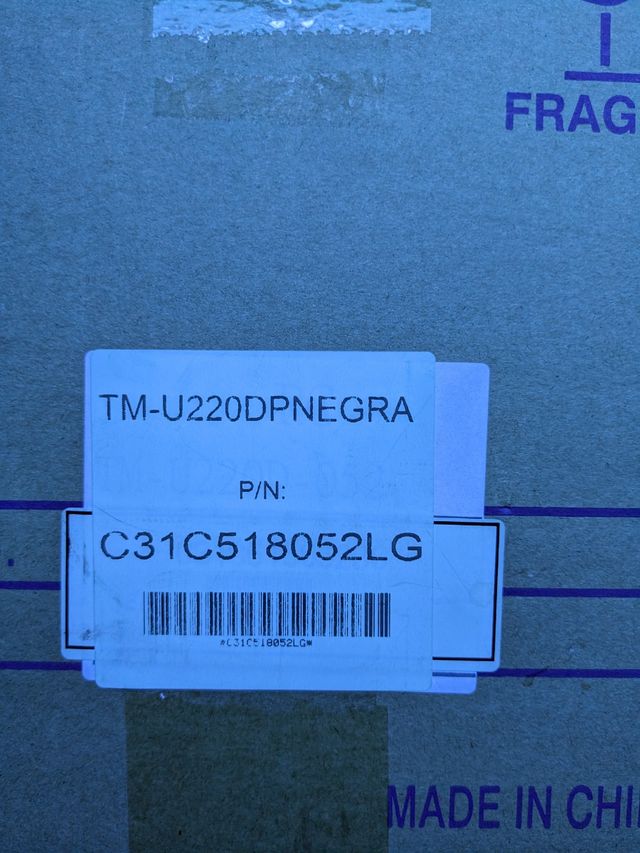 FRAG
TM-U220DPNEGRA
P/N:
C31C518052LG
*C31C518052LG*
MADE IN CHI